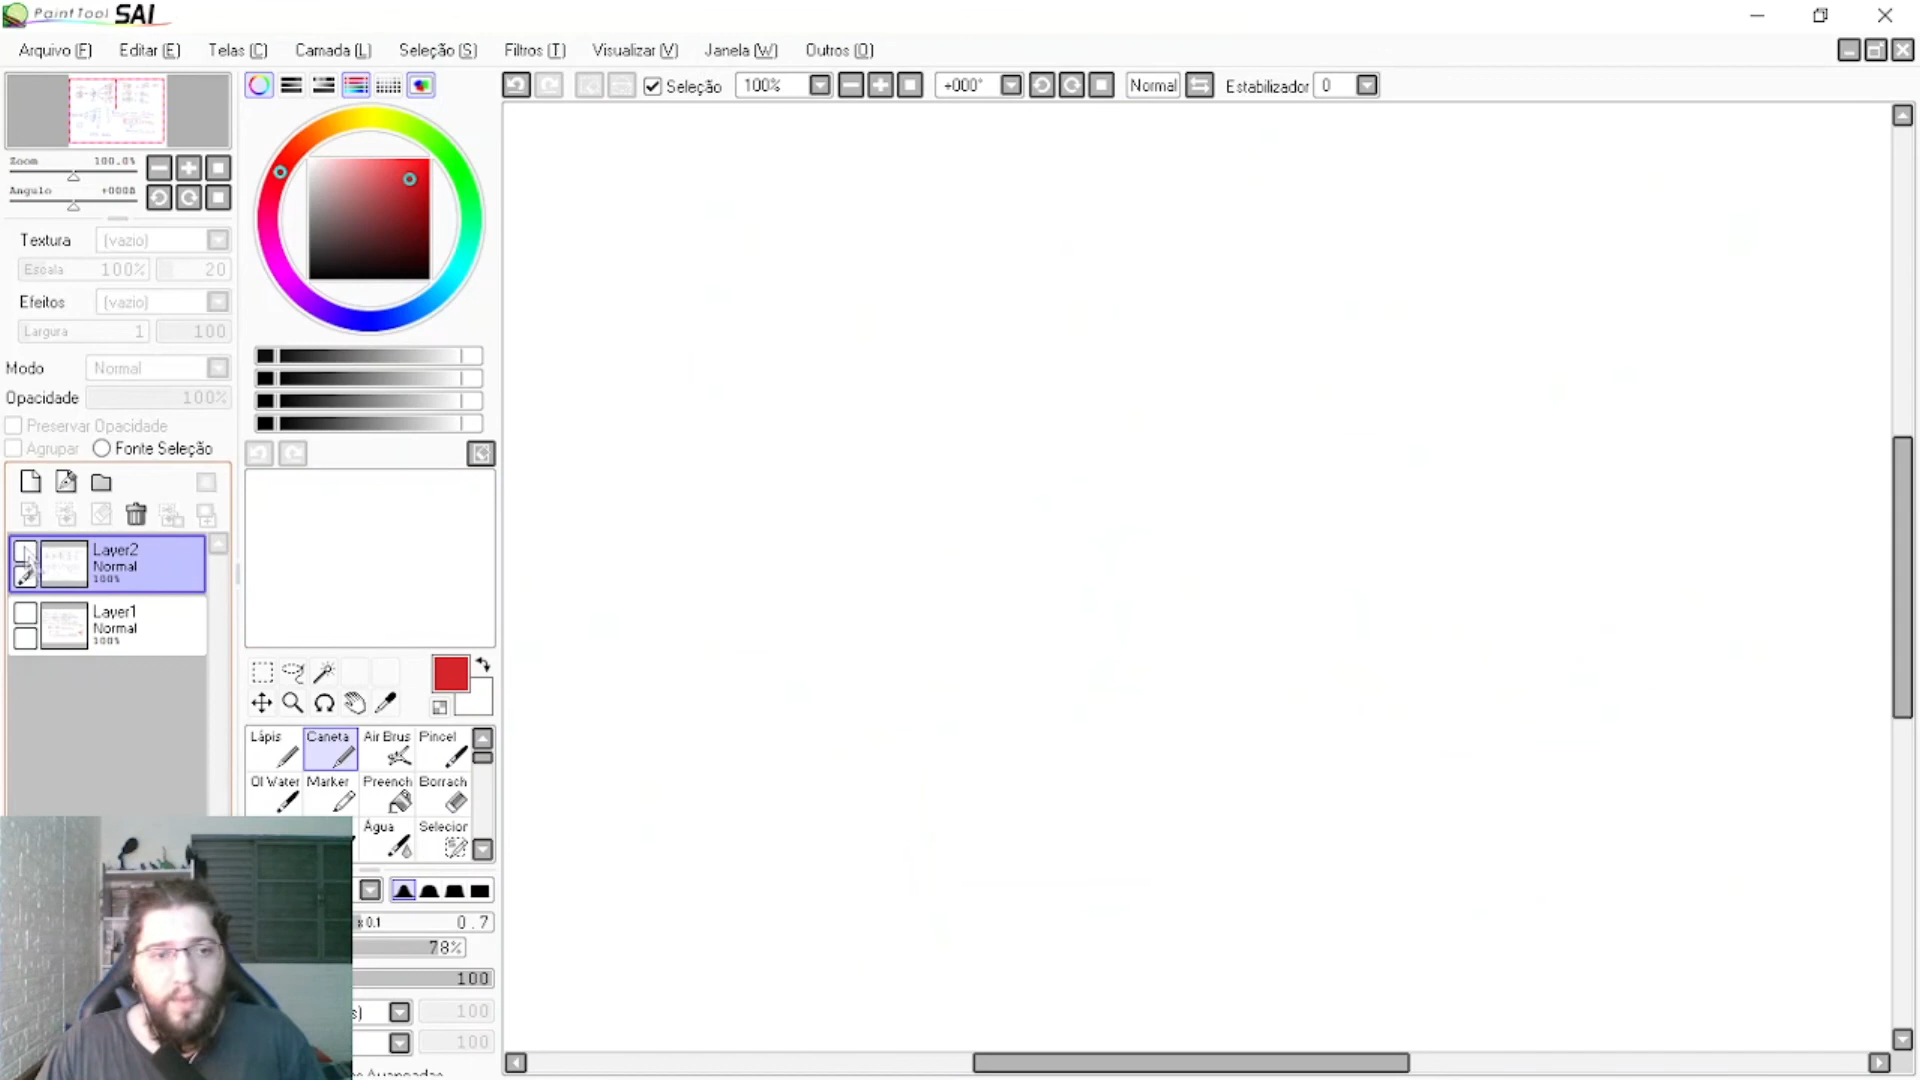 PaintTool SAI
Arquivo (F) Editar (E) Telas (C) Camada (L) Seleção (S) Filtros (T) Visualizar (V) Janela (W) Outros (O)
Seleção 100% +000° Normal Estabilizador 0
Zoom 100.0%
Angulo
Textura (vazio)
Escala 100% 20
Efeitos (vazio)
Largura 1 100
Modo Normal
Opacidade 100%
Preservar Opacidade
Agrupar Fonte Seleção
Layer2
Normal
100%
Layer1
Normal
100%
Lápis Caneta Air Brus Pincel
Ol Water Marker Preench Borrach
Água Selecior
0.1 0.7
78%
100
100
100